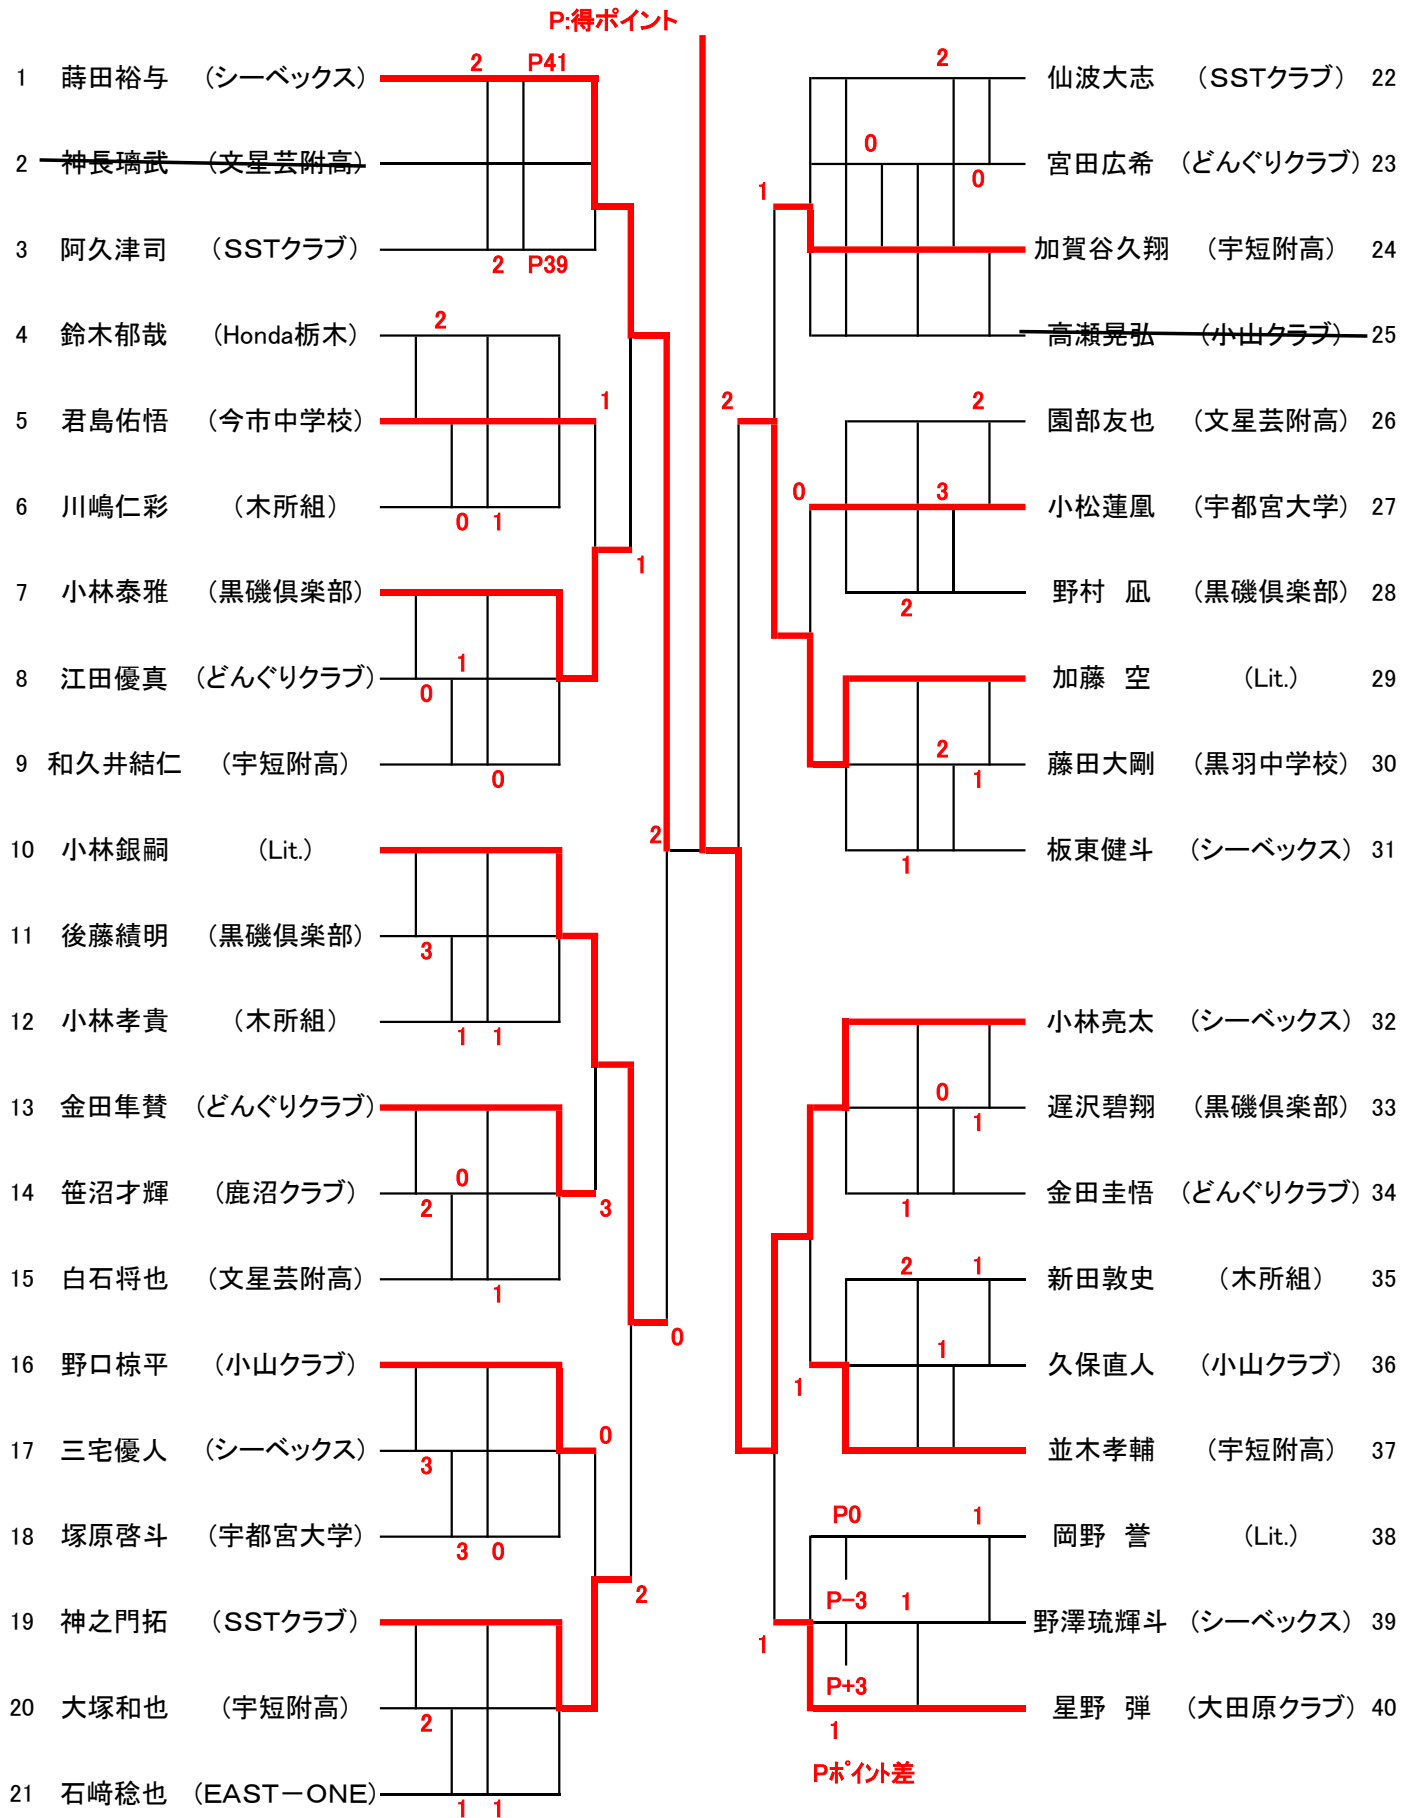 P:得ポイント
2 P41
1 蒔田裕与 (シーベックス)
2 神長璃武 (文星芸附高)
3 阿久津司 (SSTクラブ)
2 P39
2
4 鈴木郁哉 (Honda栃木)
1
5 君島佑悟 (今市中学校)
6 川嶋仁彩 (木所組)
0 1
1
7 小林泰雅 (黒磯倶楽部)
1
8 江田優真 (どんぐりクラブ)
0
9 和久井結仁 (宇短附高)
0
2
10 小林銀嗣 (Lit.)
11 後藤績明 (黒磯倶楽部)
3
12 小林孝貴 (木所組)
1 1
13 金田隼賛 (どんぐりクラブ)
0
14 笹沼才輝 (鹿沼クラブ)
2 3
15 白石将也 (文星芸附高)
1
0
16 野口椋平 (小山クラブ)
0
17 三宅優人 (シーベックス)
3
18 塚原啓斗 (宇都宮大学)
3 0
2
19 神之門拓 (SSTクラブ)
20 大塚和也 (宇短附高)
2
21 石﨑稔也 (EAST－ONE)
1 1
2
仙波大志 (SSTクラブ) 22
0
宮田広希 (どんぐりクラブ) 23
1 0
加賀谷久翔 (宇短附高) 24
高瀬晃弘 (小山クラブ) 25
2 2
園部友也 (文星芸附高) 26
0 3
小松蓮凰 (宇都宮大学) 27
野村 凪 (黒磯倶楽部) 28
2
加藤 空 (Lit.) 29
2
藤田大剛 (黒羽中学校) 30
1
板東健斗 (シーベックス) 31
1
小林亮太 (シーベックス) 32
0
遅沢碧翔 (黒磯倶楽部) 33
1
金田圭悟 (どんぐりクラブ) 34
1
2 1
新田敦史 (木所組) 35
1
久保直人 (小山クラブ) 36
1
並木孝輔 (宇短附高) 37
P0 1
岡野 誉 (Lit.) 38
P−3 1
野澤琉輝斗 (シーベックス) 39
1
P+3
星野 弾 (大田原クラブ) 40
1
Pﾎﾟｲﾝﾄ差